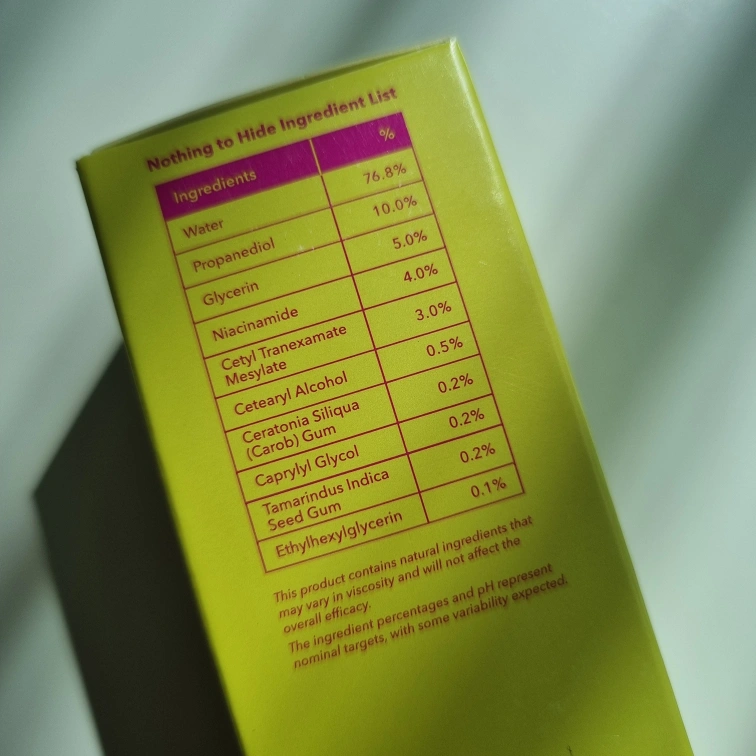 Nothing to Hide Ingredient List
Ingredients %
Water 76.8%
Propanediol 10.0%
Glycerin 5.0%
Niacinamide 4.0%
Cetyl Tranexamate
Mesylate 3.0%
Cetearyl Alcohol 0.5%
Ceratonia Siliqua
(Carob) Gum 0.2%
Caprylyl Glycol 0.2%
Tamarindus Indica
Seed Gum 0.2%
Ethylhexylglycerin 0.1%
This product contains natural ingredients that
may vary in viscosity and will not affect the
overall efficacy.
The ingredient percentages and pH represent
nominal targets, with some variability expected.